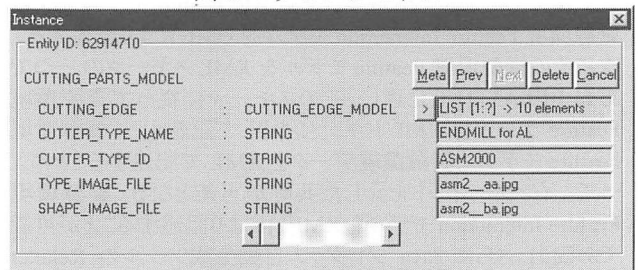 Instance
Entity ID: 62914710
CUTTING_PARTS_MODEL
Meta Prev Next Delete Cancel
CUTTING_EDGE : CUTTING_EDGE_MODEL > LIST [1:?] -> 10 elements
CUTTER_TYPE_NAME : STRING ENDMILL for AL
CUTTER_TYPE_ID : STRING ASM2000
TYPE_IMAGE_FILE : STRING asm2__aa.jpg
SHAPE_IMAGE_FILE : STRING asm2__ba.jpg